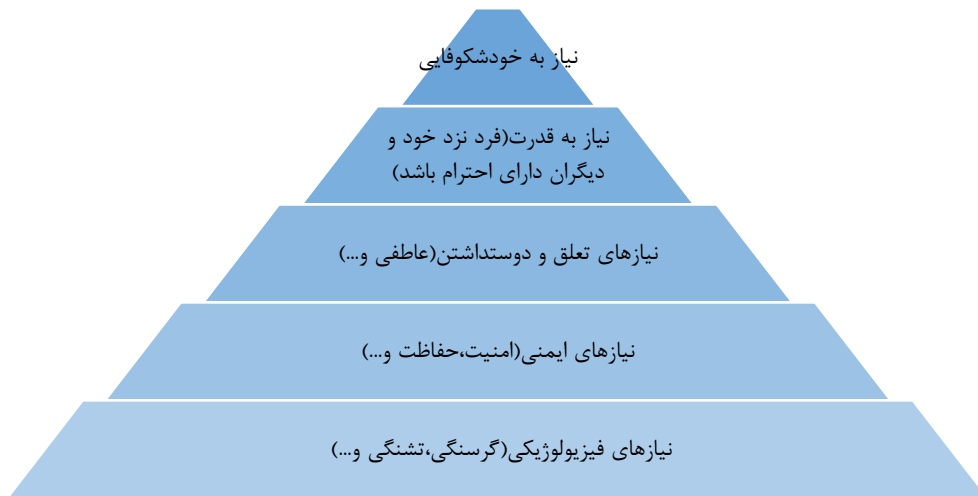 نیاز به خودشکوفایی
نیاز به قدرت(فرد نزد خود و
دیگران دارای احترام باشد)
نیازهای تعلق و دوستداشتن(عاطفی و...)
نیازهای ایمنی(امنیت،حفاظت و...)
نیازهای فیزیولوژیکی(گرسنگی،تشنگی و...)